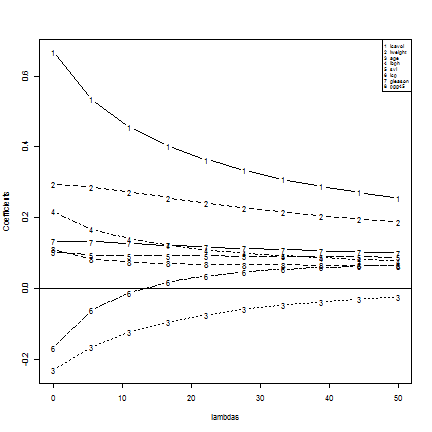 1 lcavol
2 lweight
3 age
4 lbph
5 svi
6 lcp
7 gleason
8 pgg45
Coefficients
0.6
0.4
0.2
0.0
-0.2
0 10 20 30 40 50
lambdas